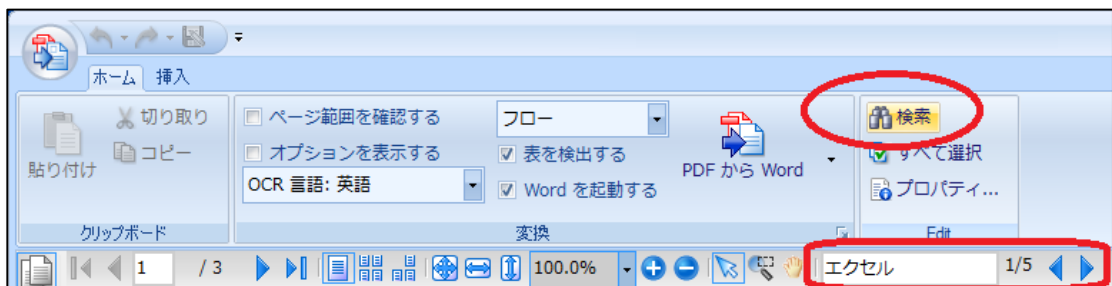 ホーム 挿入
切り取り ページ範囲を確認する フロー 検索
貼り付け コピー オプションを表示する 表を検出する PDF から Word すべて選択
OCR 言語: 英語 Word を起動する プロパティ...
クリップボード 変換 Edit
1 / 3 100.0% エクセル 1/5